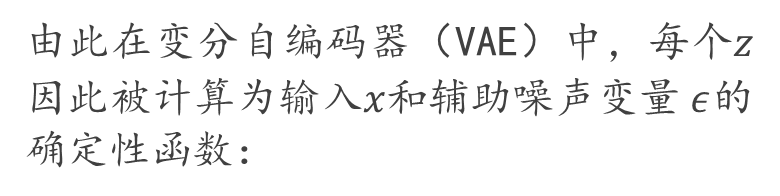 由此在变分自编码器（VAE）中，每个z
因此被计算为输入x和辅助噪声变量 ϵ的
确定性函数：